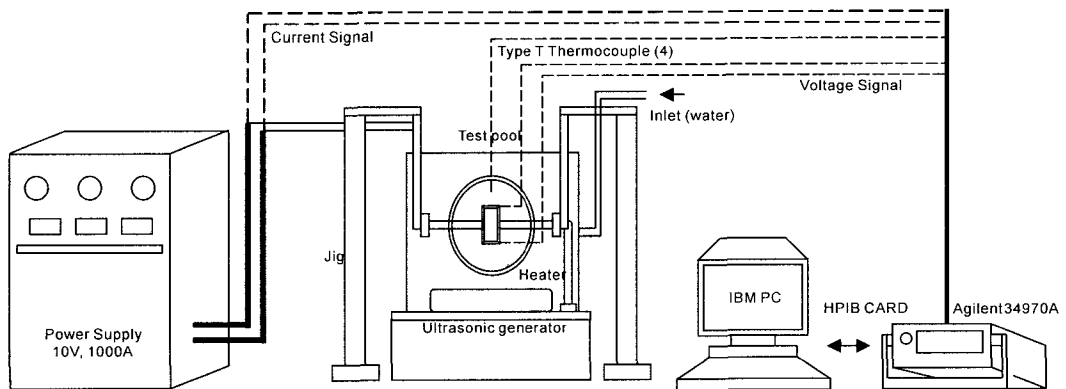 Current Signal
Type T Thermocouple (4)
Voltage Signal
Inlet (water)
Test pool
Jig
Heater
IBM PC
HPIB CARD
Agilent34970A
Power Supply
10V, 1000A
Ultrasonic generator